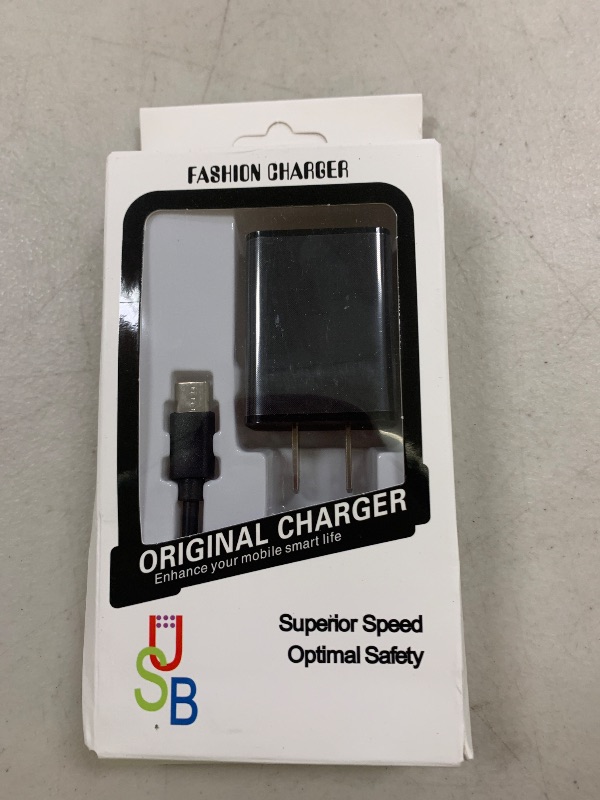 FASHION CHARGER
ORIGINAL CHARGER
Enhance your mobile smart life
USB
Superior Speed
Optimal Safety